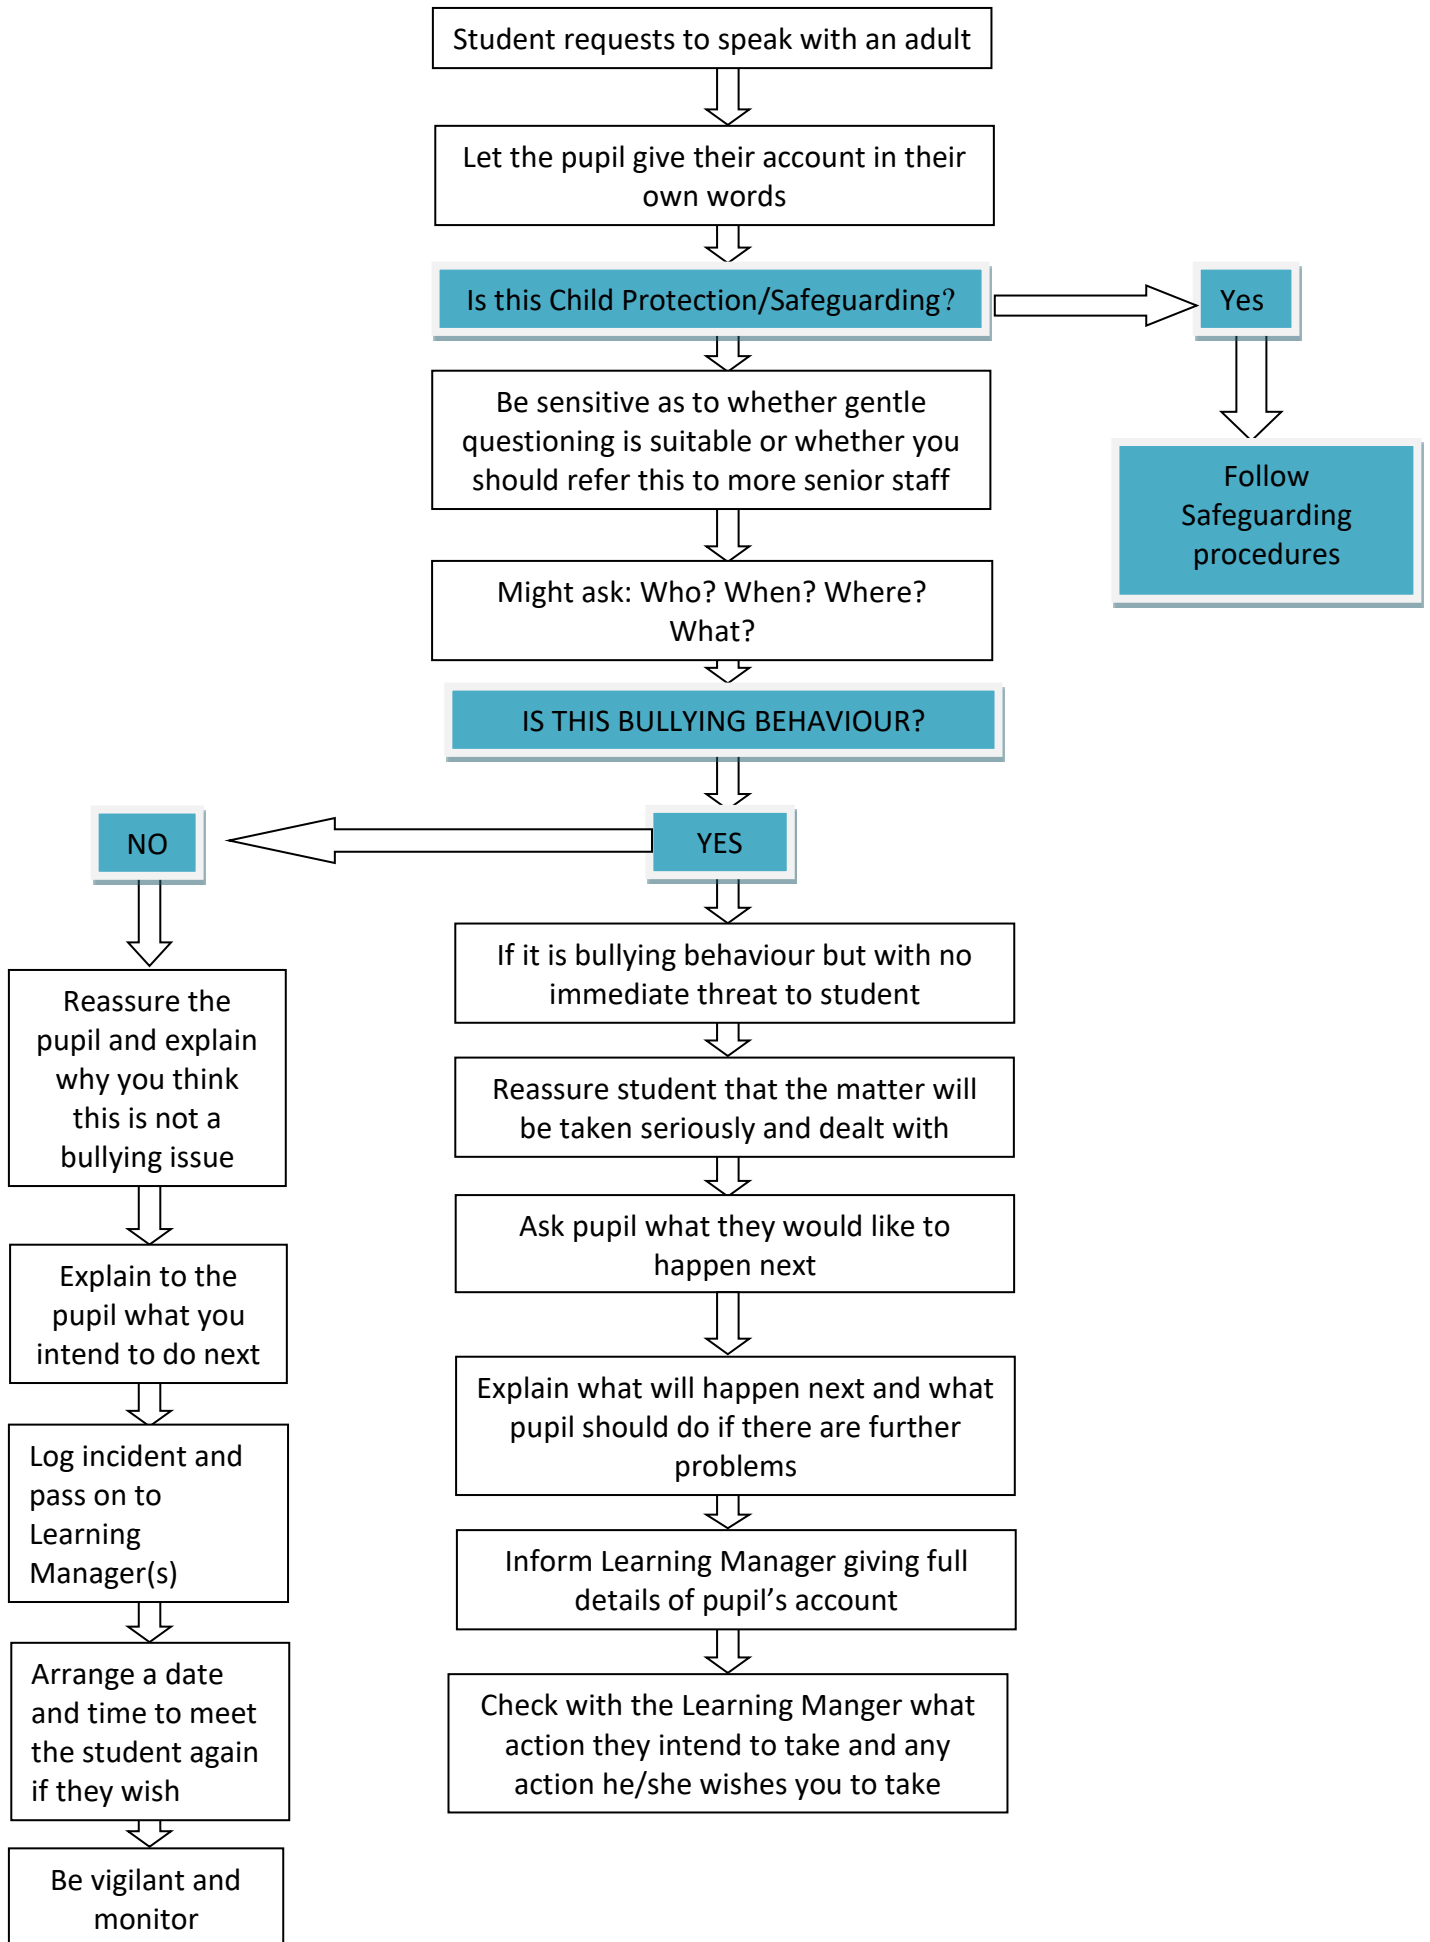 Student requests to speak with an adult
Let the pupil give their account in their
own words
Is this Child Protection/Safeguarding?
Yes
Be sensitive as to whether gentle
questioning is suitable or whether you
should refer this to more senior staff
Follow
Safeguarding
procedures
Might ask: Who? When? Where?
What?
IS THIS BULLYING BEHAVIOUR?
NO
YES
Reassure the
pupil and explain
why you think
this is not a
bullying issue
Explain to the
pupil what you
intend to do next
Log incident and
pass on to
Learning
Manager(s)
Arrange a date
and time to meet
the student again
if they wish
Be vigilant and
monitor
If it is bullying behaviour but with no
immediate threat to student
Reassure student that the matter will
be taken seriously and dealt with
Ask pupil what they would like to
happen next
Explain what will happen next and what
pupil should do if there are further
problems
Inform Learning Manager giving full
details of pupil’s account
Check with the Learning Manger what
action they intend to take and any
action he/she wishes you to take